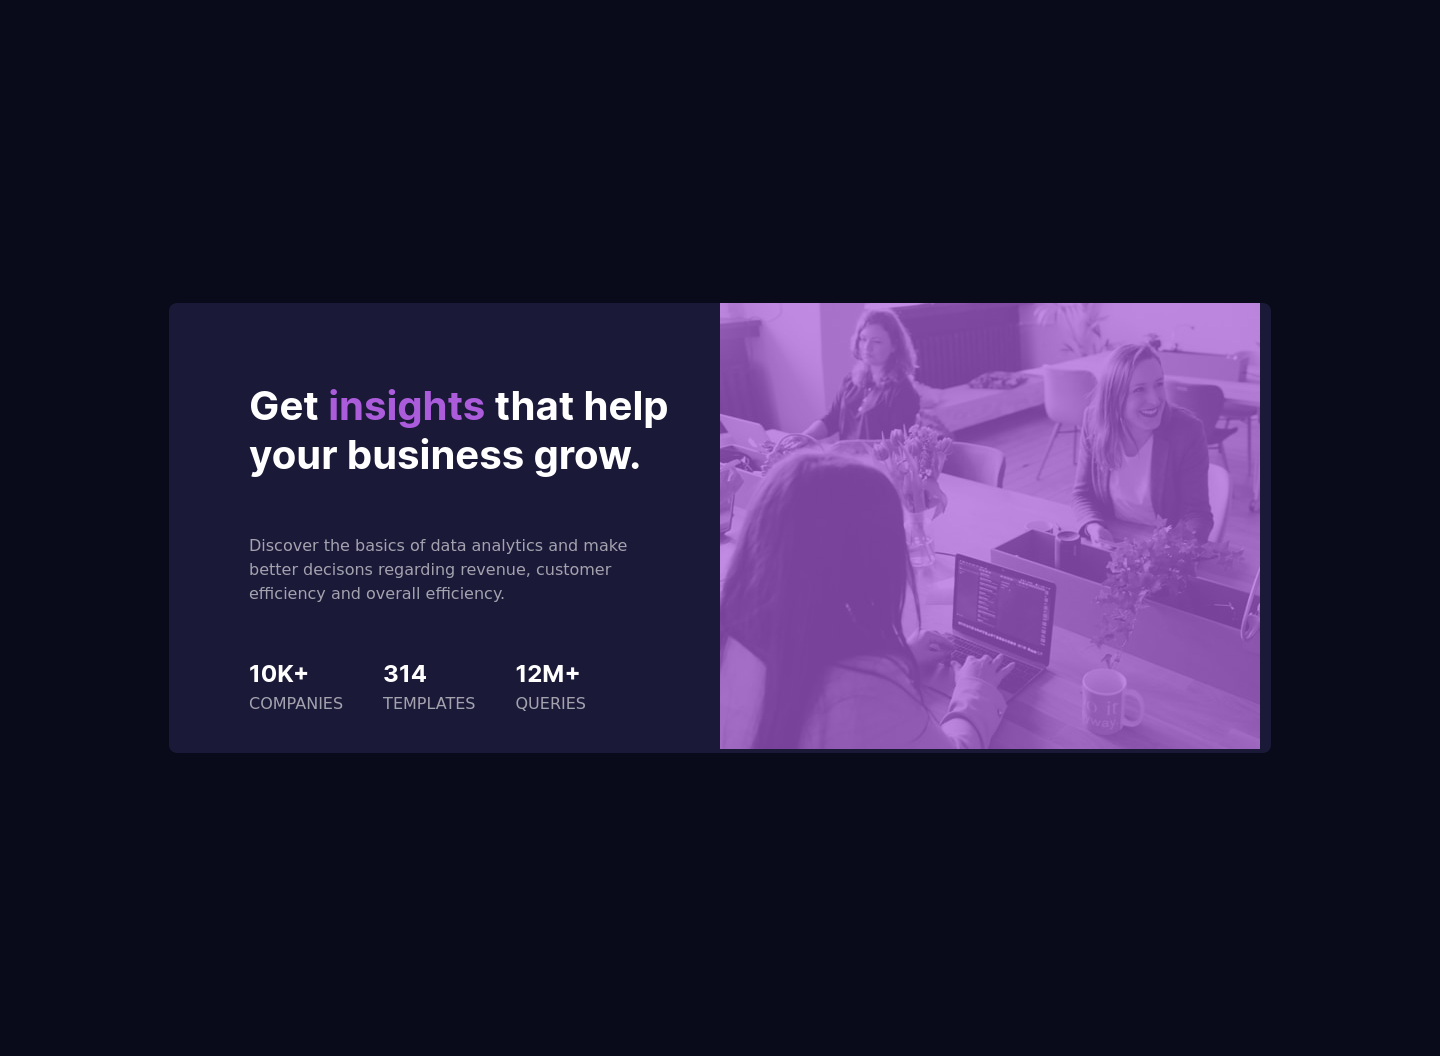 Get insights that help
your business grow.
Discover the basics of data analytics and make
better decisons regarding revenue, customer
efficiency and overall efficiency.
10K+ 314 12M+
COMPANIES TEMPLATES QUERIES